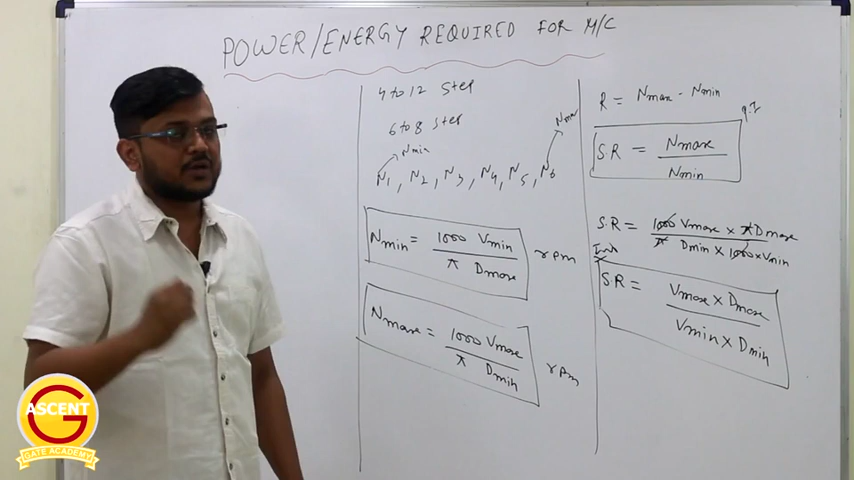 POWER/ENERGY REQUIRED FOR M/C
4 to 12 step
6 to 8 step
Nmin
Nmax
N1, N2, N3, N4, N5, N6
Nmin = 1000 Vmin / π Dmax rpm
Nmax = 1000 Vmax / π Dmin rpm
R = Nmax - Nmin
S.R = Nmax / Nmin
S.R = 1000 Vmax × π Dmax / π Dmin × 1000 × Vmin
S.R = Vmax × Dmax / Vmin × Dmin
ASCENT
G
GATE ACADEMY